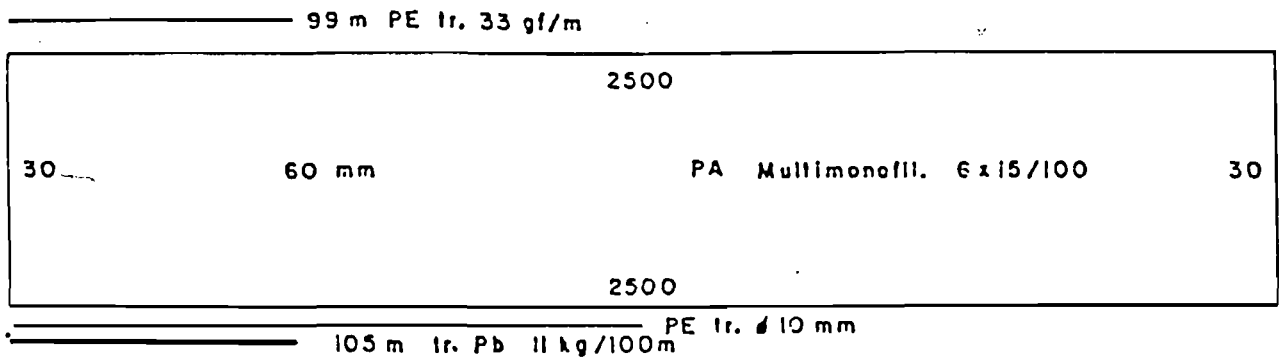 99 m PE tr. 33 gf/m
2500
30 60 mm PA Multimonofil. 6 x 15/100 30
2500
PE tr. ø 10 mm
105 m tr. Pb 11 kg/100m